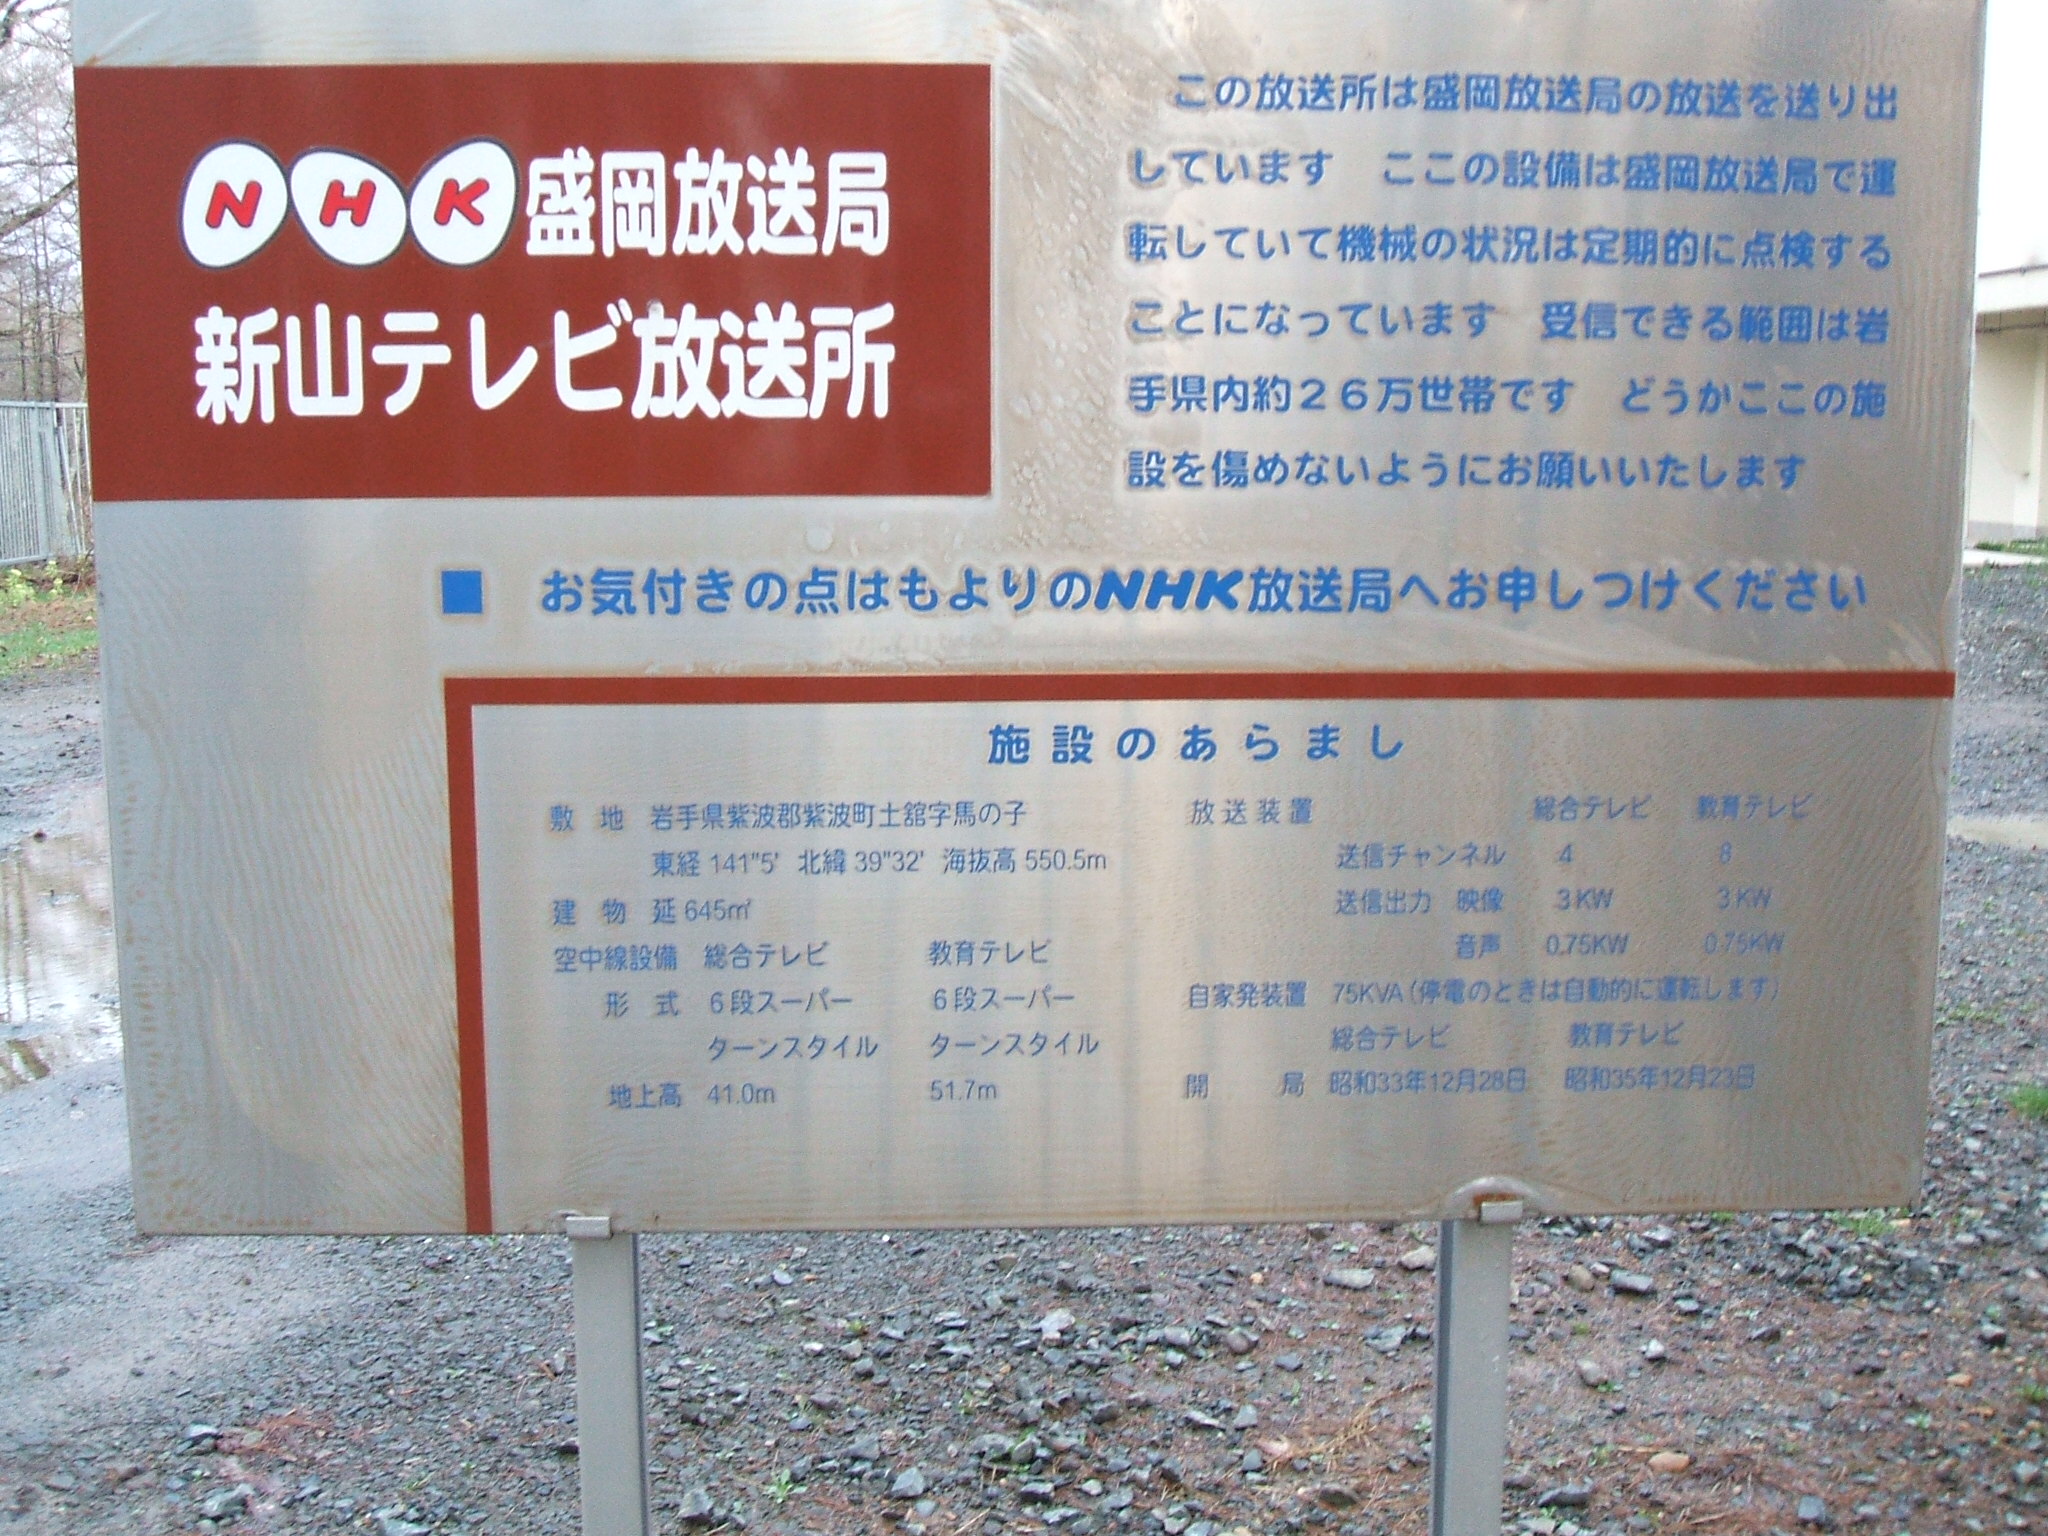 NHK盛岡放送局
新山テレビ放送所
この放送所は盛岡放送局の放送を送り出
しています　ここの設備は盛岡放送局で運
転していて機械の状況は定期的に点検する
ことになっています　受信できる範囲は岩
手県内約２６万世帯です　どうかここの施
設を傷めないようにお願いいたします
■　お気付きの点はもよりのNHK放送局へお申しつけください
施設のあらまし
敷　地　岩手県紫波郡紫波町土舘字馬の子
東経 141"5'　北緯 39"32'　海抜高 550.5m
建　物　延 645㎡
空中線設備　総合テレビ　教育テレビ
形　式　６段スーパー　６段スーパー
ターンスタイル　ターンスタイル
地上高　41.0m　51.7m
放送装置　総合テレビ　教育テレビ
送信チャンネル　4　8
送信出力　映像　3KW　3KW
音声　0.75KW　0.75KW
自家発装置　75KVA（停電のときは自動的に運転します）
総合テレビ　教育テレビ
開　局　昭和33年12月28日　昭和35年12月23日